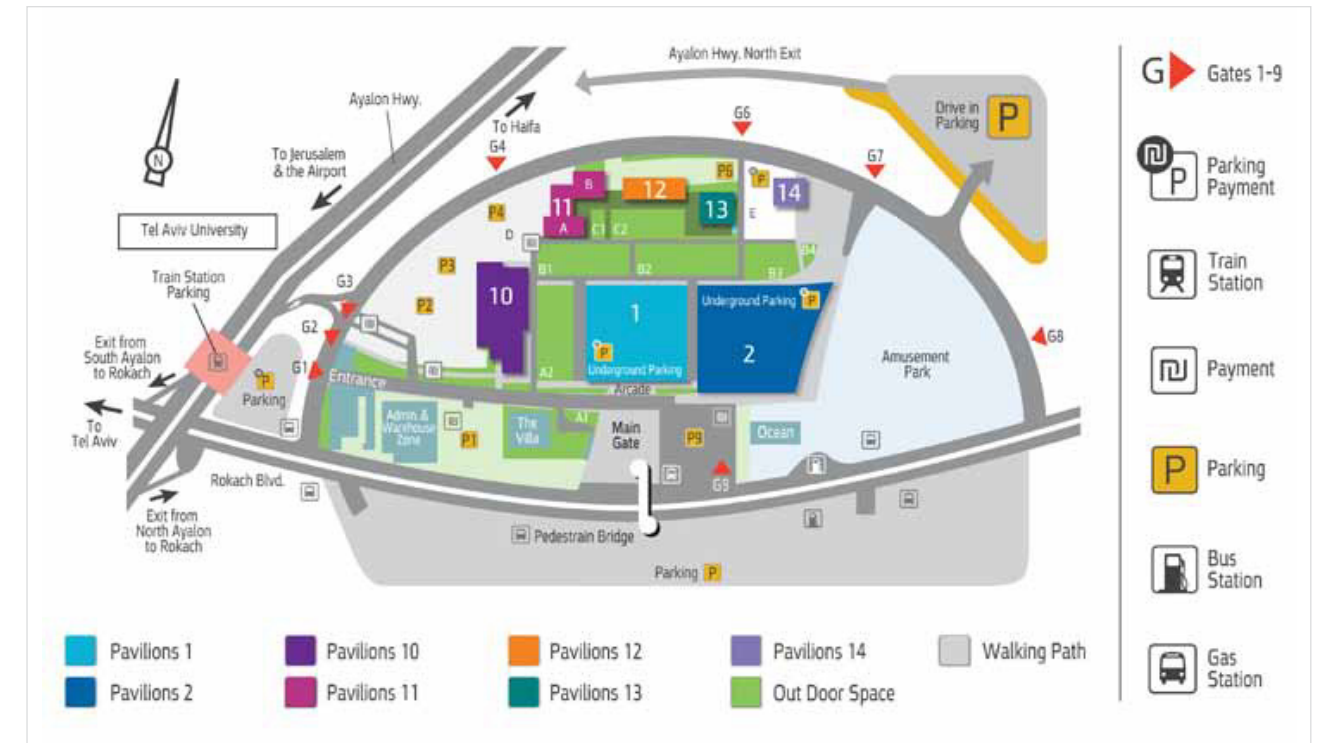 Ayalon Hwy. North Exit
Ayalon Hwy.
To Haifa
To Jerusalem
& the Airport
N
Tel Aviv University
Train Station
Parking
Exit from
South Ayalon
to Rokach
To
Tel Aviv
Exit from
North Ayalon
to Rokach
Rokach Blvd.
Parking
P
G1
G2
G3
G4
G6
G7
G8
G9
Drive in
Parking
P
P4
P3
P2
P6
P
P1
P9
D
E
B
11
A
12
13
14
C1
C2
B1
B2
B3
B4
A2
A1
10
1
P
Underground Parking
Underground Parking
P
2
Arcade
Entrance
Admin. &
Warehouse
Zone
The
Villa
Main
Gate
Ocean
Amusement
Park
Pedestrain Bridge
Parking P
G Gates 1-9
₪
P
Parking
Payment
Train
Station
₪
Payment
P
Parking
Bus
Station
Gas
Station
Pavilions 1
Pavilions 10
Pavilions 12
Pavilions 14
Walking Path
Pavilions 2
Pavilions 11
Pavilions 13
Out Door Space